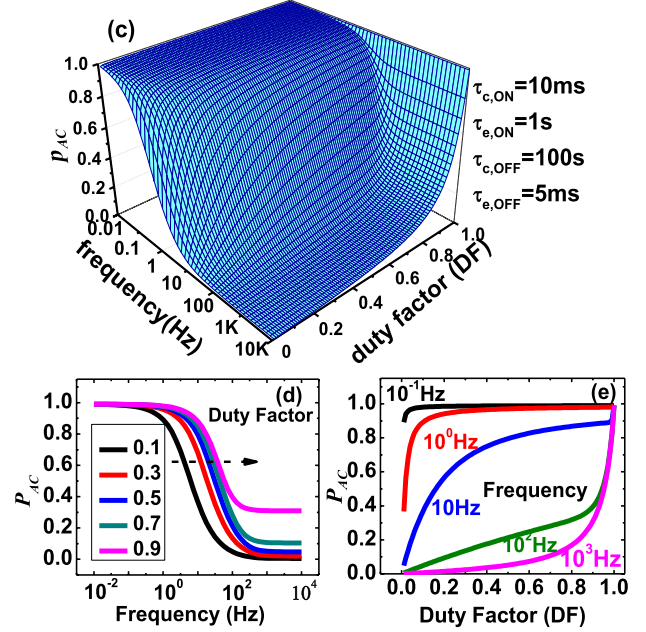 (c)
1.0
0.8
0.6
0.4
0.2
0.0
p_AC
τc,ON=10ms
τe,ON=1s
τc,OFF=100s
τe,OFF=5ms
0.01
0.1
1
10
100
1K
10K
frequency(Hz)
0
0.2
0.4
0.6
0.8
1.0
duty factor (DF)
(d)
Duty Factor
1.0
0.8
0.6
0.4
0.2
0.0
P_AC
0.1
0.3
0.5
0.7
0.9
10^-2
10^0
10^2
10^4
Frequency (Hz)
(e)
1.0
0.8
0.6
0.4
0.2
0.0
P_AC
10^-1Hz
10^0Hz
10Hz
Frequency
10^2Hz
10^3Hz
0.0 0.2 0.4 0.6 0.8 1.0
Duty Factor (DF)